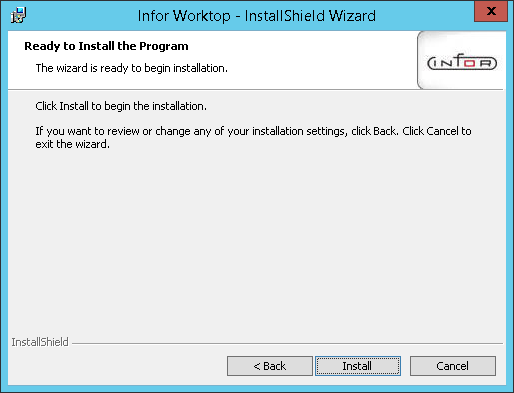 Infor Worktop - InstallShield Wizard
x
Ready to Install the Program
The wizard is ready to begin installation.
infor
Click Install to begin the installation.
If you want to review or change any of your installation settings, click Back. Click Cancel to
exit the wizard.
InstallShield
< Back
Install
Cancel